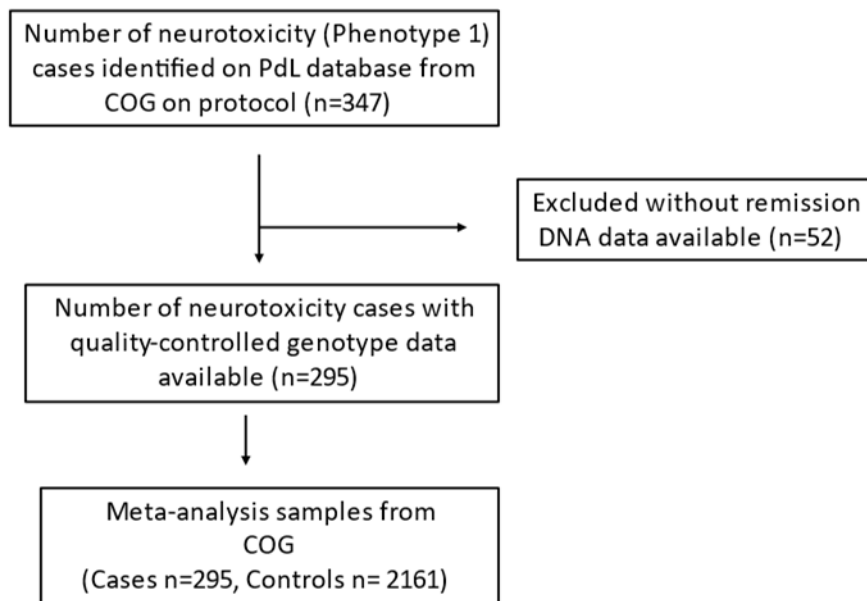 Number of neurotoxicity (Phenotype 1)
cases identified on PdL database from
COG on protocol (n=347)
Excluded without remission
DNA data available (n=52)
Number of neurotoxicity cases with
quality-controlled genotype data
available (n=295)
Meta-analysis samples from
COG
(Cases n=295, Controls n= 2161)